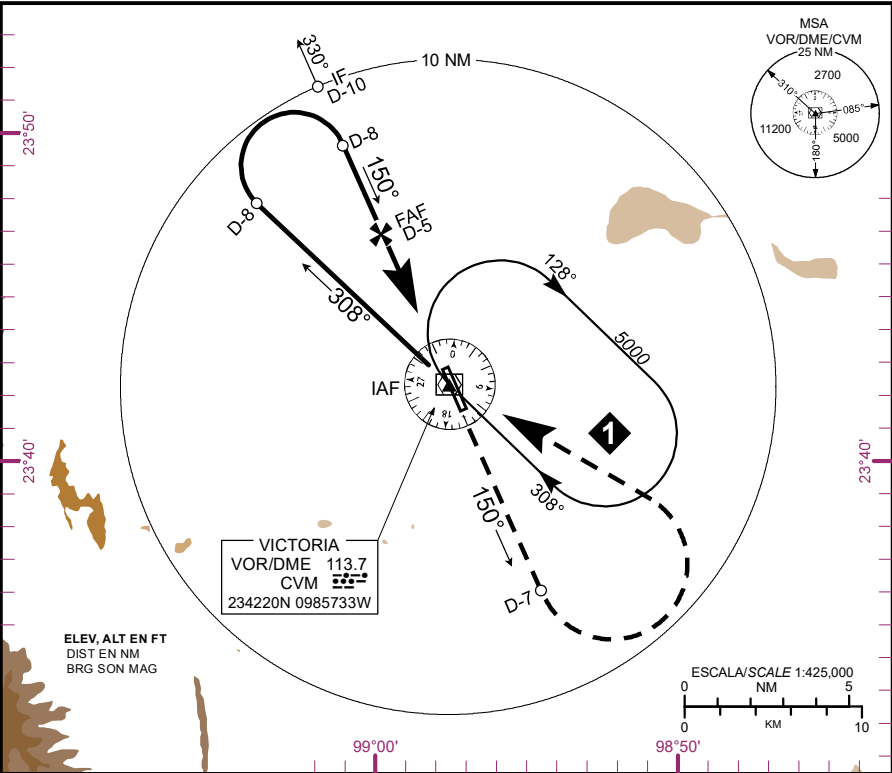 MSA
VOR/DME/CVM
25 NM
2700
310°
085°
11200
5000
180°
10 NM
330°
IF
D-10
D-8
150°
FAF
D-5
D-8
308°
128°
5000
IAF
0
9
18
27
1
308°
150°
D-7
VICTORIA
VOR/DME 113.7
CVM
234220N 0985733W
23°50'
23°40'
23°40'
ELEV, ALT EN FT
DIST EN NM
BRG SON MAG
ESCALA/SCALE 1:425,000
0 NM 5
0 KM 10
99°00'
98°50'